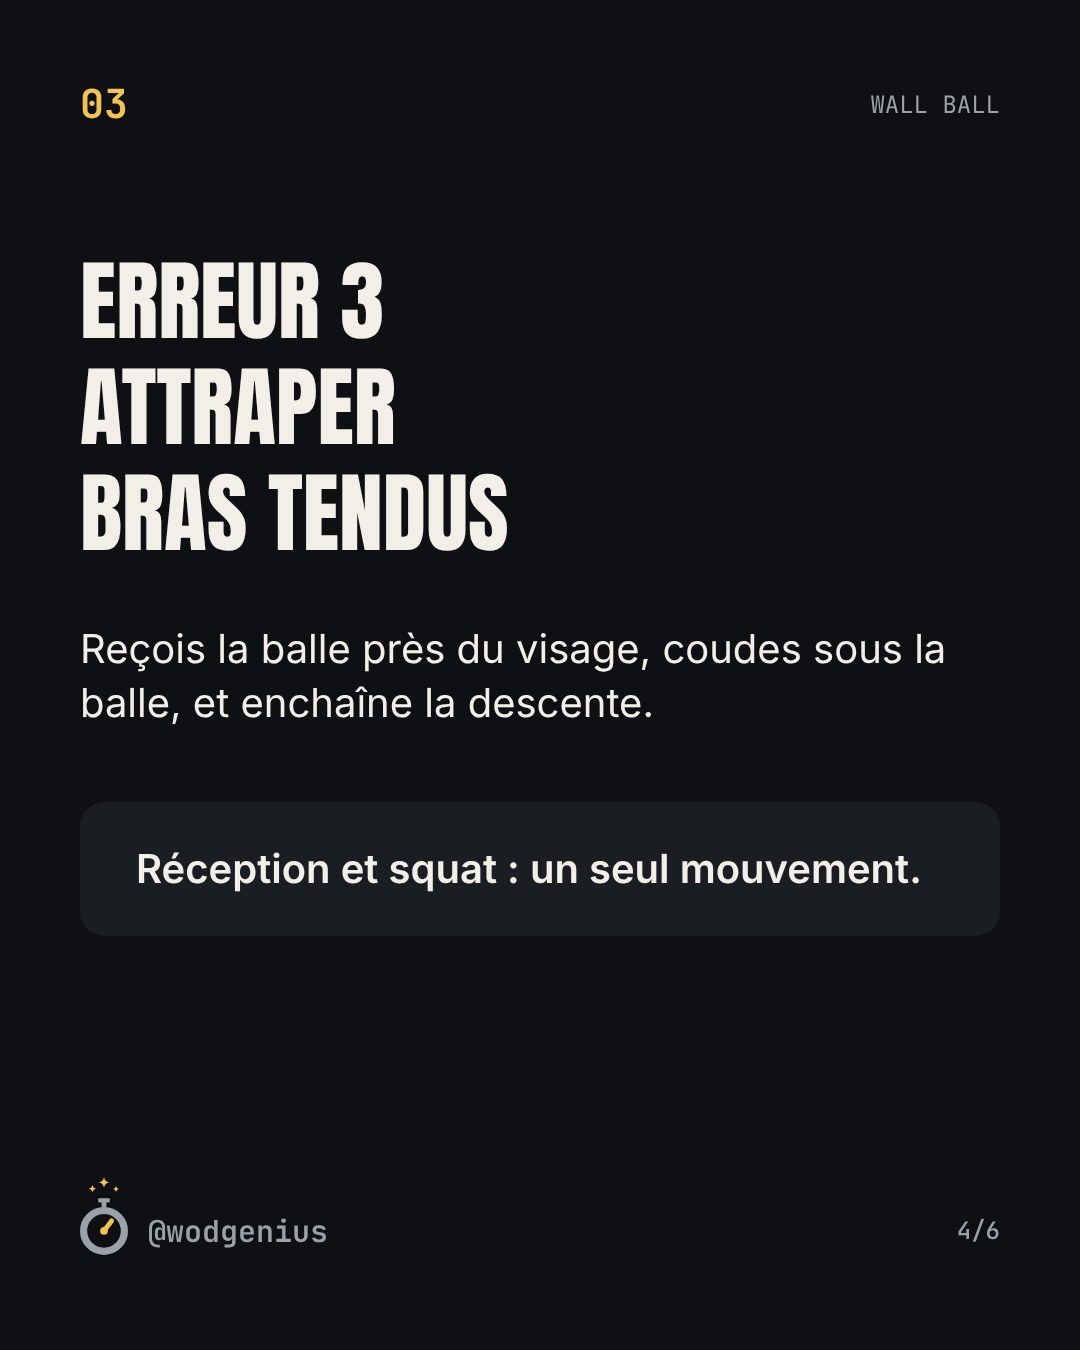 03
WALL BALL
ERREUR 3
ATTRAPER
BRAS TENDUS
Reçois la balle près du visage, coudes sous la
balle, et enchaîne la descente.
Réception et squat : un seul mouvement.
@wodgenius
4/6